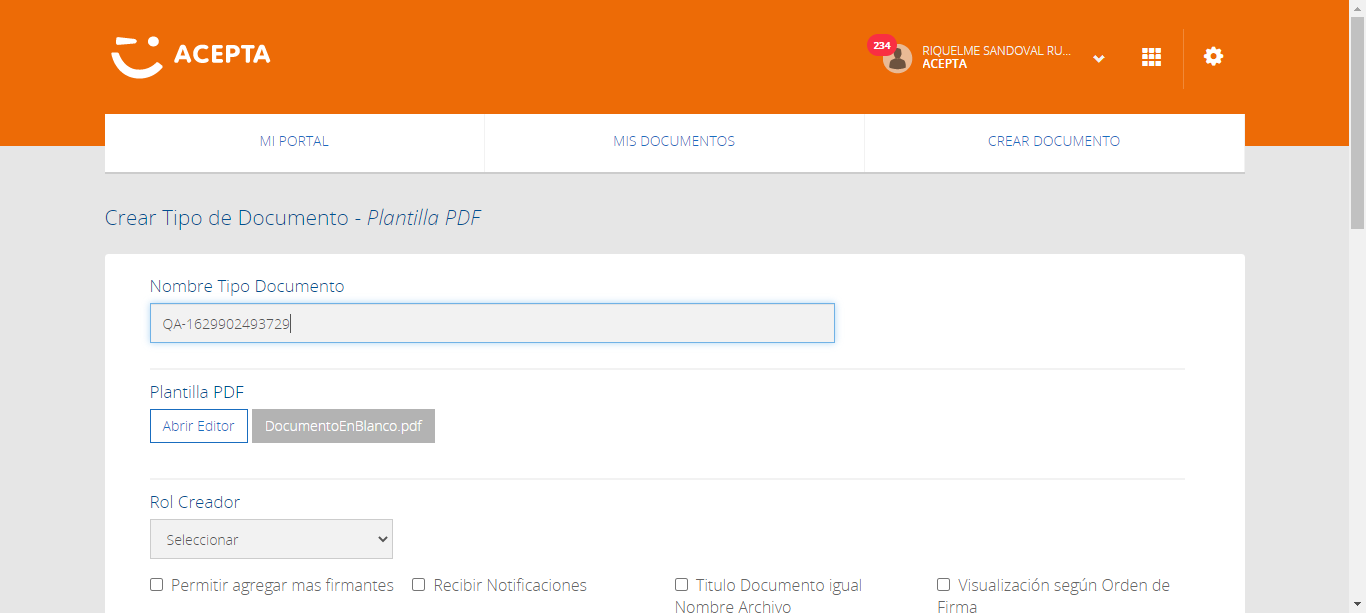 ACEPTA
234
RIQUELME SANDOVAL RU...
ACEPTA
MI PORTAL
MIS DOCUMENTOS
CREAR DOCUMENTO
Crear Tipo de Documento - Plantilla PDF
Nombre Tipo Documento
QA-1629902493729
Plantilla PDF
Abrir Editor
DocumentoEnBlanco.pdf
Rol Creador
Seleccionar
Permitir agregar mas firmantes
Recibir Notificaciones
Titulo Documento igual
Nombre Archivo
Visualización según Orden de
Firma